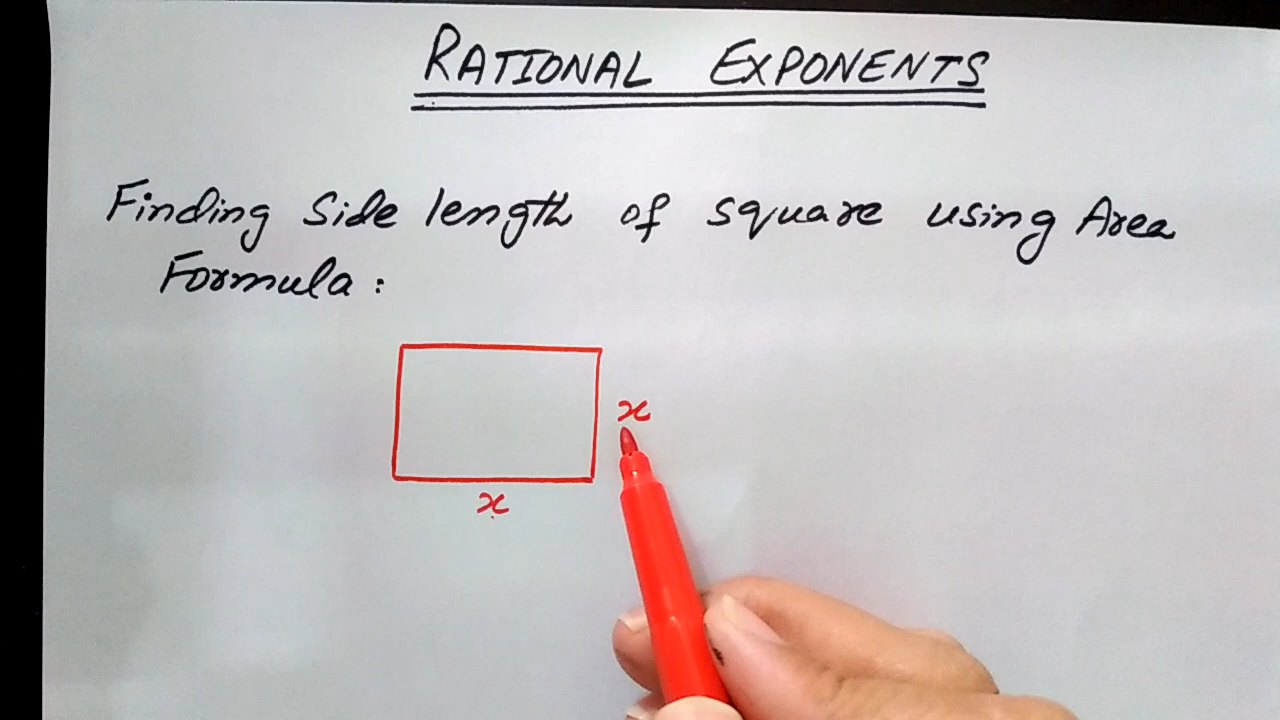 RATIONAL EXPONENTS
Finding Side length of square using Area
Formula :
x
x